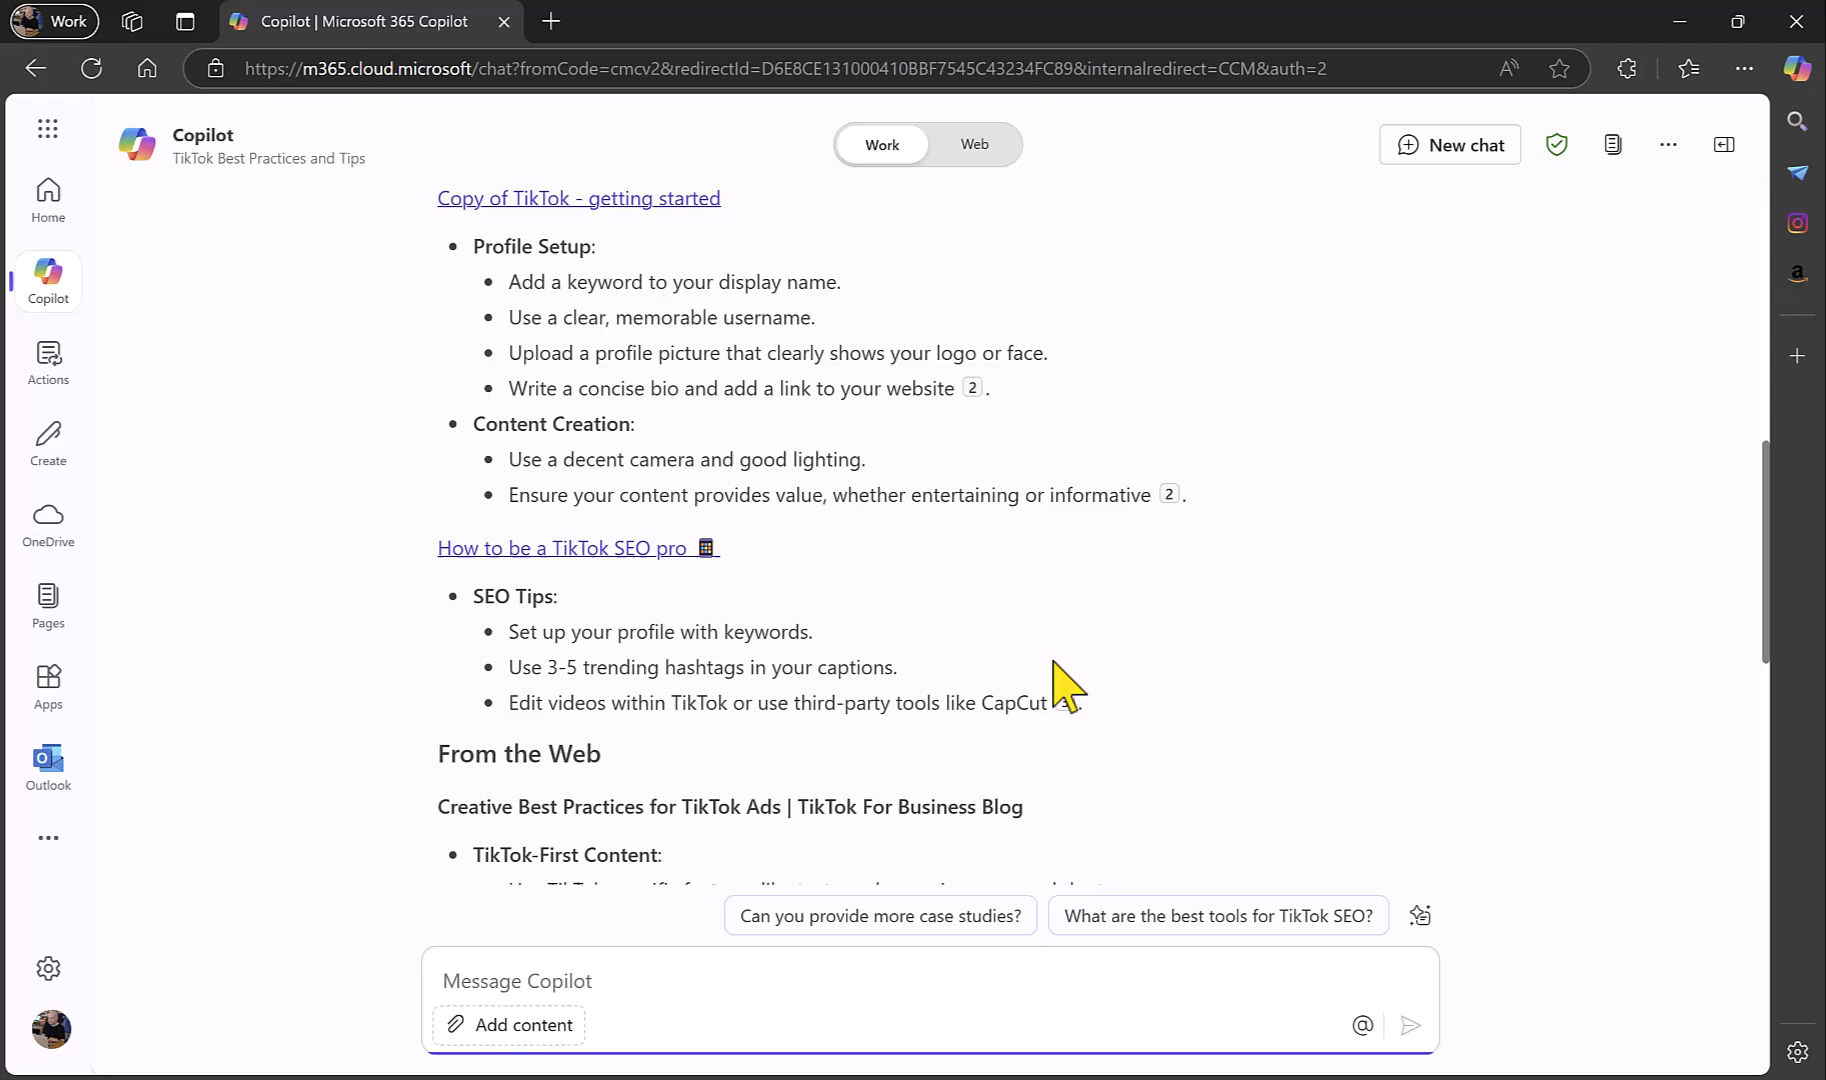 Work
Copilot | Microsoft 365 Copilot
https://m365.cloud.microsoft/chat?fromCode=cmcv2&redirectId=D6E8CE131000410BBF7545C43234FC89&internalredirect=CCM&auth=2
Copilot
TikTok Best Practices and Tips
Work
Web
New chat
Home
Copilot
Actions
Create
OneDrive
Pages
Apps
Outlook
Copy of TikTok - getting started
• Profile Setup:
• Add a keyword to your display name.
• Use a clear, memorable username.
• Upload a profile picture that clearly shows your logo or face.
• Write a concise bio and add a link to your website 2 .
• Content Creation:
• Use a decent camera and good lighting.
• Ensure your content provides value, whether entertaining or informative 2 .
How to be a TikTok SEO pro
• SEO Tips:
• Set up your profile with keywords.
• Use 3-5 trending hashtags in your captions.
• Edit videos within TikTok or use third-party tools like CapCut
From the Web
Creative Best Practices for TikTok Ads | TikTok For Business Blog
• TikTok-First Content:
Can you provide more case studies?
What are the best tools for TikTok SEO?
Message Copilot
Add content